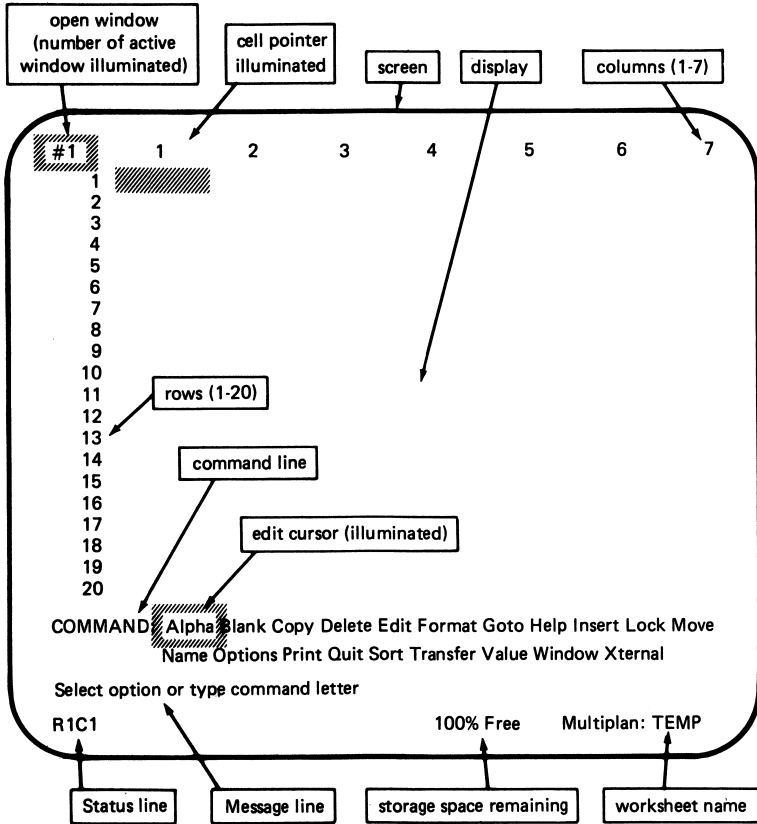 open window
(number of active
window illuminated)
cell pointer
illuminated
screen
display
columns (1-7)
#1 1 2 3 4 5 6 7
1
2
3
4
5
6
7
8
9
10
11
rows (1-20)
12
13
14
command line
15
16
17
edit cursor (illuminated)
18
19
20
COMMAND: Alpha Blank Copy Delete Edit Format Goto Help Insert Lock Move
Name Options Print Quit Sort Transfer Value Window Xternal
Select option or type command letter
R1C1 100% Free Multiplan: TEMP
Status line
Message line
storage space remaining
worksheet name